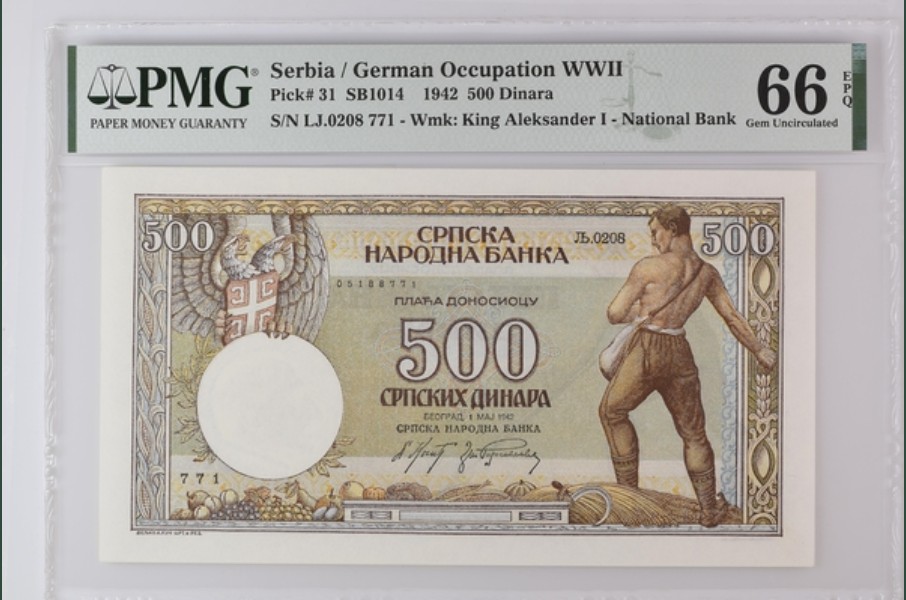 PMG®
PAPER MONEY GUARANTY
Serbia / German Occupation WWII
Pick# 31 SB1014 1942 500 Dinara
S/N LJ.0208 771 - Wmk: King Aleksander I - National Bank
66
EPQ
Gem Uncirculated
500
СРПСКА
НАРОДНА БАНКА
Љ.0208
500
05188771
ПЛАЋА ДОНОСИОЦУ
500
СРПСКИХ ДИНАРА
БЕОГРАД, 1 МАЈ 1942
СРПСКА НАРОДНА БАНКА
771